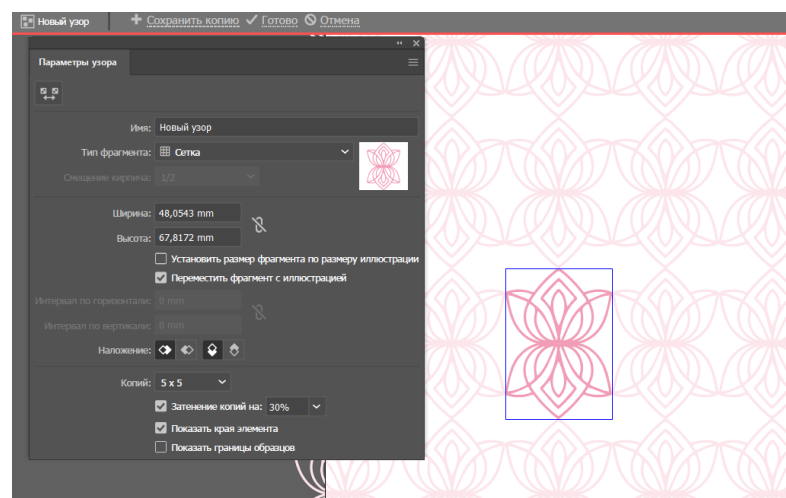 Новый узор Сохранить копию Готово Отмена
Параметры узора
Имя: Новый узор
Тип фрагмента: Сетка
Смещение кирпича: 1/2
Ширина: 48,0543 mm
Высота: 67,8172 mm
Установить размер фрагмента по размеру иллюстрации
Переместить фрагмент с иллюстрацией
Интервал по горизонтали: 0 mm
Интервал по вертикали: 0 mm
Наложение:
Копий: 5 x 5
Затенение копий на: 30%
Показать края элемента
Показать границы образцов